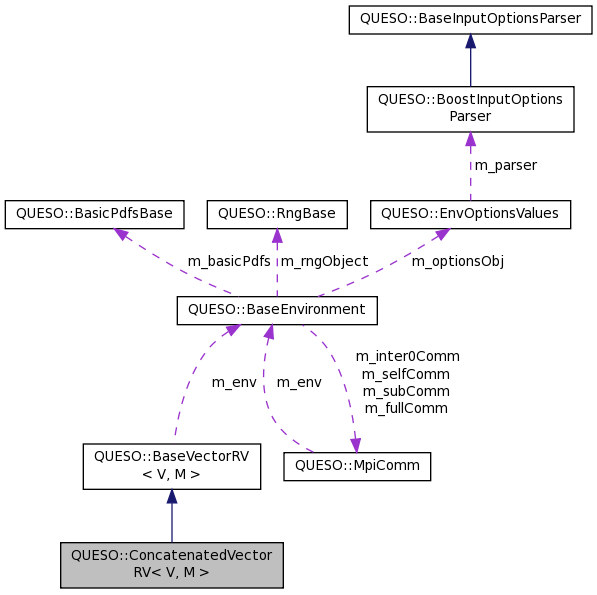 QUESO::BaseInputOptionsParser
QUESO::BoostInputOptions
Parser
m_parser
QUESO::BasicPdfsBase
QUESO::RngBase
QUESO::EnvOptionsValues
m_basicPdfs
m_rngObject
m_optionsObj
QUESO::BaseEnvironment
m_inter0Comm
m_selfComm
m_subComm
m_fullComm
m_env
m_env
QUESO::BaseVectorRV
< V, M >
QUESO::MpiComm
QUESO::ConcatenatedVector
RV< V, M >